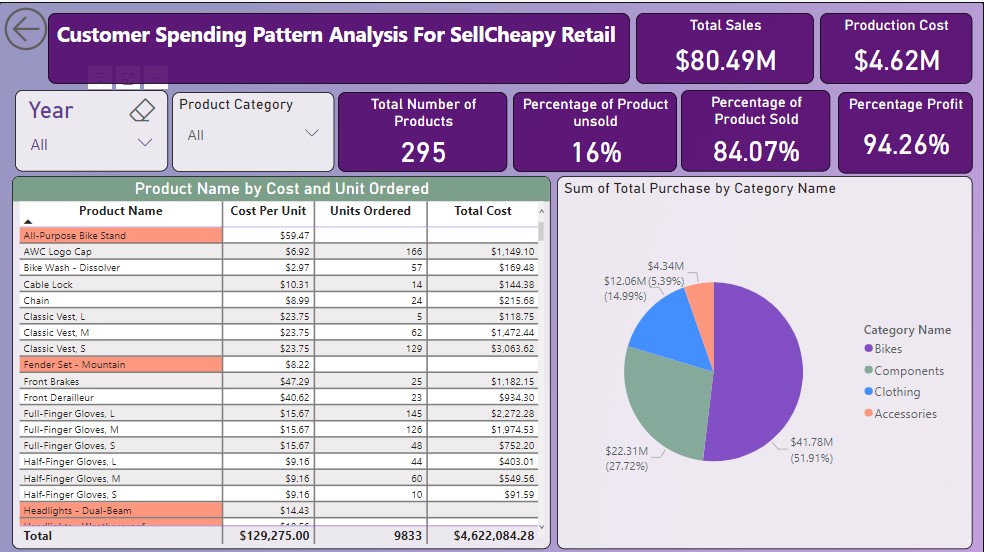 Customer Spending Pattern Analysis For SellCheapy Retail
Total Sales
$80.49M
Production Cost
$4.62M
Year
All
Product Category
All
Total Number of
Products
295
Percentage of Product
unsold
16%
Percentage of
Product Sold
84.07%
Percentage Profit
94.26%
Product Name by Cost and Unit Ordered
Product Name Cost Per Unit Units Ordered Total Cost
All-Purpose Bike Stand $59.47
AWC Logo Cap $6.92 166 $1,149.10
Bike Wash - Dissolver $2.97 57 $169.48
Cable Lock $10.31 14 $144.38
Chain $8.99 24 $215.68
Classic Vest, L $23.75 5 $118.75
Classic Vest, M $23.75 62 $1,472.44
Classic Vest, S $23.75 129 $3,063.62
Fender Set - Mountain $8.22
Front Brakes $47.29 25 $1,182.15
Front Derailleur $40.62 23 $934.30
Full-Finger Gloves, L $15.67 145 $2,272.28
Full-Finger Gloves, M $15.67 126 $1,974.53
Full-Finger Gloves, S $15.67 48 $752.20
Half-Finger Gloves, L $9.16 44 $403.01
Half-Finger Gloves, M $9.16 60 $549.56
Half-Finger Gloves, S $9.16 10 $91.59
Headlights - Dual-Beam $14.43
Total $129,275.00 9833 $4,622,084.28
Sum of Total Purchase by Category Name
$4.34M
(5.39%)
$12.06M
(14.99%)
$22.31M
(27.72%)
$41.78M
(51.91%)
Category Name
Bikes
Components
Clothing
Accessories